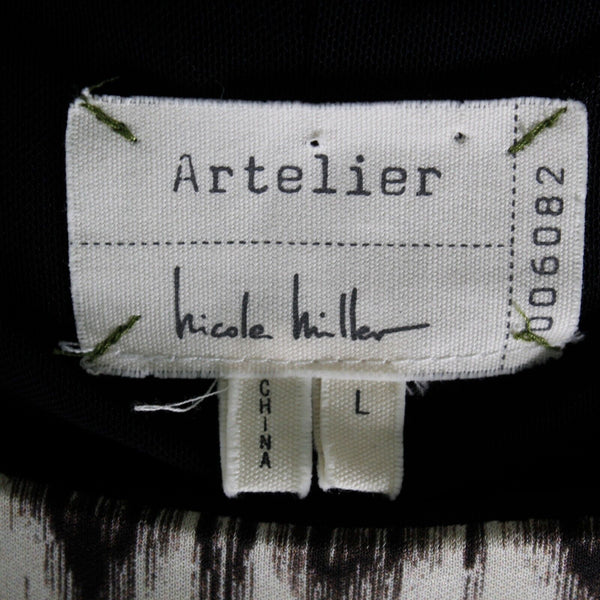 Artelier
nicole miller
006082
CHINA
L